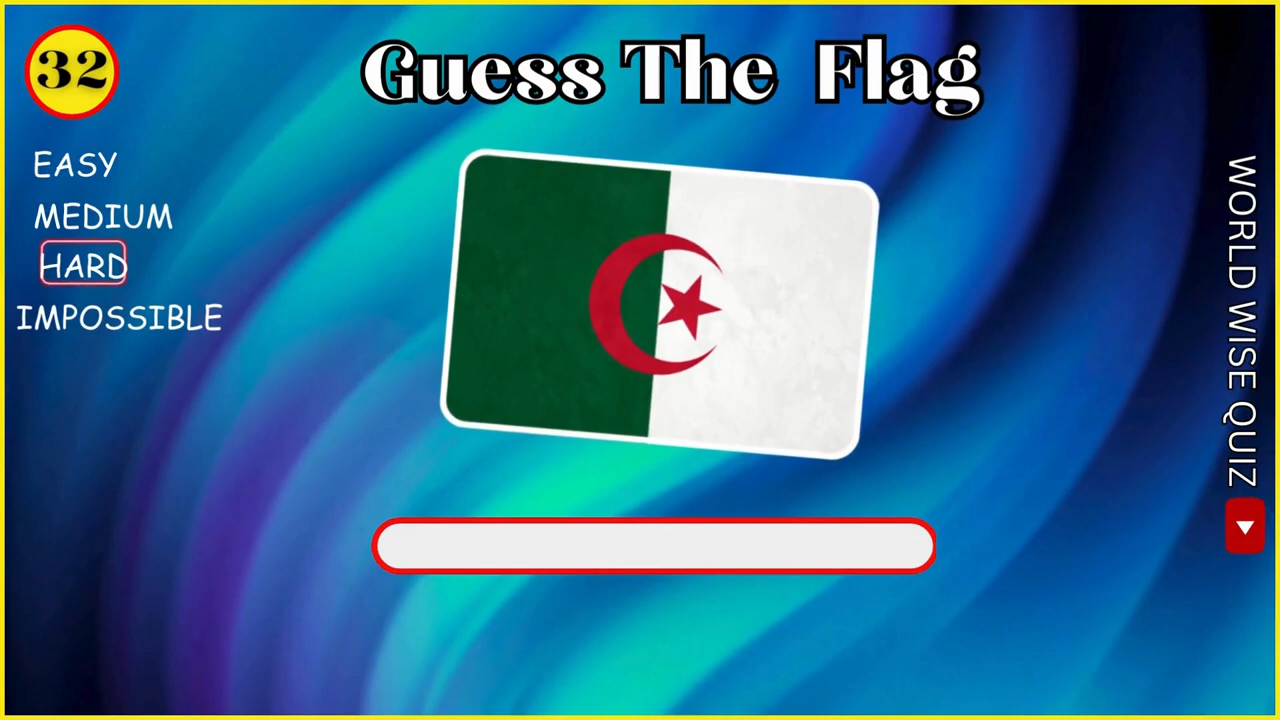 32
Guess The Flag
EASY
MEDIUM
HARD
IMPOSSIBLE
WORLD WISE QUIZ